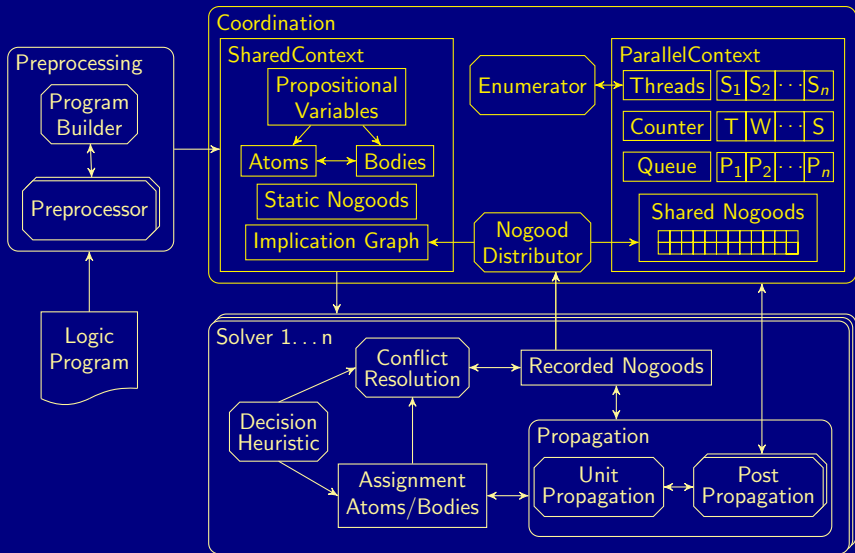 Coordination
Preprocessing
Program
Builder
Preprocessor
Logic
Program
SharedContext
Propositional
Variables
Atoms
Bodies
Static Nogoods
Implication Graph
Enumerator
Nogood
Distributor
ParallelContext
Threads S1 S2 ··· Sn
Counter T W ··· S
Queue P1 P2 ··· Pn
Shared Nogoods
Solver 1...n
Conflict
Resolution
Recorded Nogoods
Decision
Heuristic
Assignment
Atoms/Bodies
Propagation
Unit
Propagation
Post
Propagation